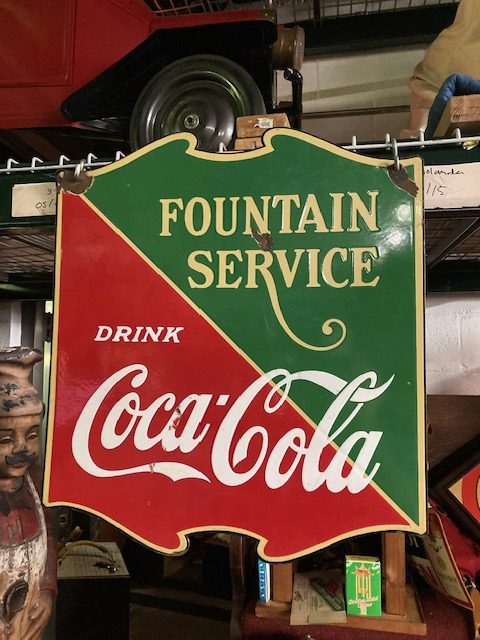 FOUNTAIN
SERVICE
DRINK
Coca-Cola